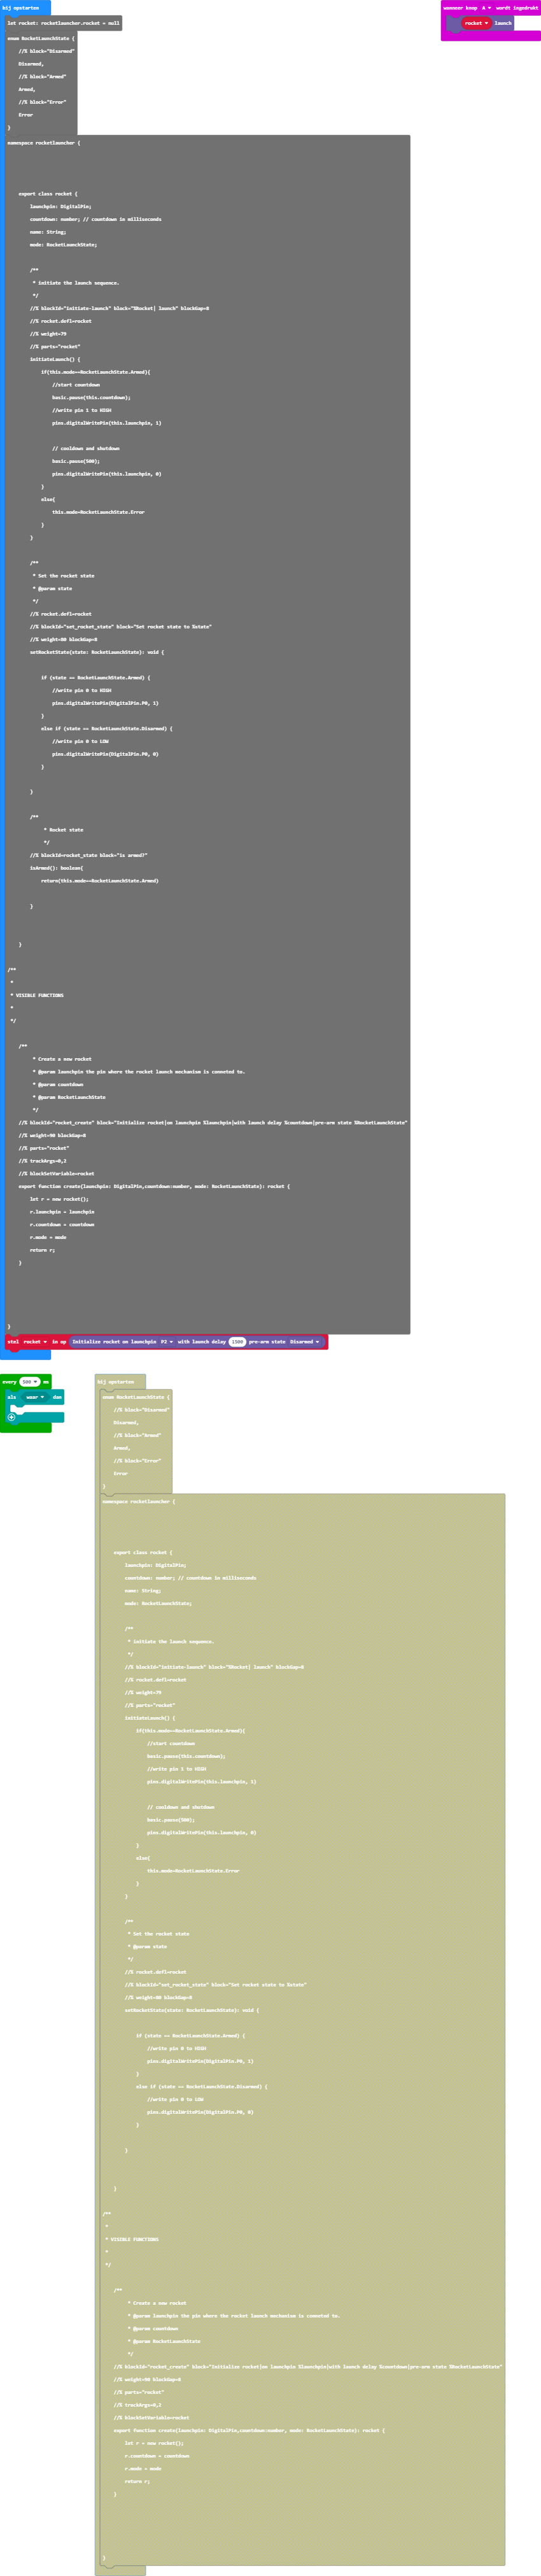 bij opstarten
let rocket: rocketlauncher.rocket = null
enum RocketLaunchState {
//% block="Disarmed"
Disarmed,
//% block="Armed"
Armed,
//% block="Error"
Error
}
namespace rocketlauncher {
export class rocket {
launchpin: DigitalPin;
countdown: number; // countdown in milliseconds
name: String;
mode: RocketLaunchState;
/**
* initiate the launch sequence.
*/
//% blockId="initiate-launch" block="%Rocket| launch" blockGap=8
//% rocket.defl=rocket
//% weight=79
//% parts="rocket"
initiateLaunch() {
if(this.mode==RocketLaunchState.Armed){
//start countdown
basic.pause(this.countdown);
//write pin 1 to HIGH
pins.digitalWritePin(this.launchpin, 1)
// cooldown and shutdown
basic.pause(500);
pins.digitalWritePin(this.launchpin, 0)
}
else{
this.mode=RocketLaunchState.Error
}
}
/**
* Set the rocket state
* @param state
*/
//% rocket.defl=rocket
//% blockId="set_rocket_state" block="Set rocket state to %state"
//% weight=80 blockGap=8
setRocketState(state: RocketLaunchState): void {
if (state == RocketLaunchState.Armed) {
//write pin 0 to HIGH
pins.digitalWritePin(DigitalPin.P0, 1)
}
else if (state == RocketLaunchState.Disarmed) {
//write pin 0 to LOW
pins.digitalWritePin(DigitalPin.P0, 0)
}
}
/**
* Rocket state
*/
//% blockId=rocket_state block="is armed?"
isArmed(): boolean{
return(this.mode==RocketLaunchState.Armed)
}
}
/**
*
* VISIBLE FUNCTIONS
*
*/
/**
* Create a new rocket
* @param launchpin the pin where the rocket launch mechanism is conneted to.
* @param countdown
* @param RocketLaunchState
*/
//% blockId="rocket_create" block="Initialize rocket|on launchpin %launchpin|with launch delay %countdown|pre-arm state %RocketLaunchState"
//% weight=90 blockGap=8
//% parts="rocket"
//% trackArgs=0,2
//% blockSetVariable=rocket
export function create(launchpin: DigitalPin,countdown:number, mode: RocketLaunchState): rocket {
let r = new rocket();
r.launchpin = launchpin
r.countdown = countdown
r.mode = mode
return r;
}
}
stel rocket in op Initialize rocket on launchpin P2 with launch delay 1500 pre-arm state Disarmed
wanneer knop A wordt ingedrukt
rocket launch
every 500 ms
als waar dan
bij opstarten
enum RocketLaunchState {
//% block="Disarmed"
Disarmed,
//% block="Armed"
Armed,
//% block="Error"
Error
}
namespace rocketlauncher {
export class rocket {
launchpin: DigitalPin;
countdown: number; // countdown in milliseconds
name: String;
mode: RocketLaunchState;
/**
* initiate the launch sequence.
*/
//% blockId="initiate-launch" block="%Rocket| launch" blockGap=8
//% rocket.defl=rocket
//% weight=79
//% parts="rocket"
initiateLaunch() {
if(this.mode==RocketLaunchState.Armed){
//start countdown
basic.pause(this.countdown);
//write pin 1 to HIGH
pins.digitalWritePin(this.launchpin, 1)
// cooldown and shutdown
basic.pause(500);
pins.digitalWritePin(this.launchpin, 0)
}
else{
this.mode=RocketLaunchState.Error
}
}
/**
* Set the rocket state
* @param state
*/
//% rocket.defl=rocket
//% blockId="set_rocket_state" block="Set rocket state to %state"
//% weight=80 blockGap=8
setRocketState(state: RocketLaunchState): void {
if (state == RocketLaunchState.Armed) {
//write pin 0 to HIGH
pins.digitalWritePin(DigitalPin.P0, 1)
}
else if (state == RocketLaunchState.Disarmed) {
//write pin 0 to LOW
pins.digitalWritePin(DigitalPin.P0, 0)
}
}
}
/**
*
* VISIBLE FUNCTIONS
*
*/
/**
* Create a new rocket
* @param launchpin the pin where the rocket launch mechanism is conneted to.
* @param countdown
* @param RocketLaunchState
*/
//% blockId="rocket_create" block="Initialize rocket|on launchpin %launchpin|with launch delay %countdown|pre-arm state %RocketLaunchState"
//% weight=90 blockGap=8
//% parts="rocket"
//% trackArgs=0,2
//% blockSetVariable=rocket
export function create(launchpin: DigitalPin,countdown:number, mode: RocketLaunchState): rocket {
let r = new rocket();
r.countdown = countdown
r.mode = mode
return r;
}
}